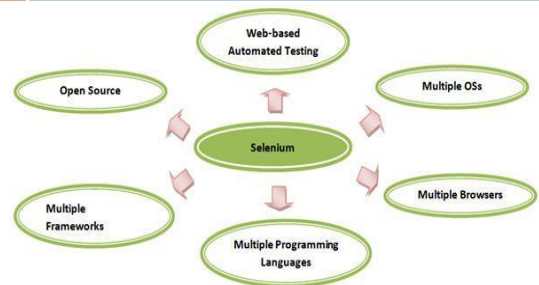 Web-based
Automated Testing
Open Source
Multiple OSs
Selenium
Multiple
Frameworks
Multiple Browsers
Multiple Programming
Languages